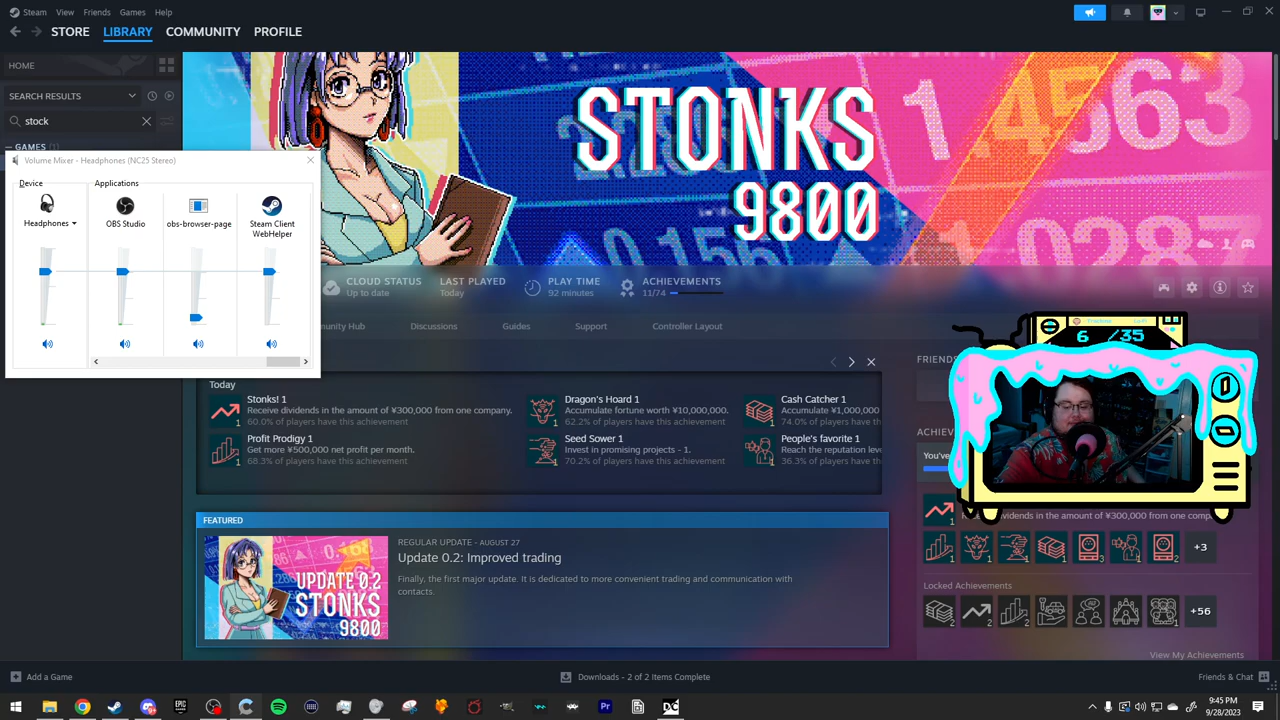 Steam View Friends Games Help
STORE LIBRARY COMMUNITY PROFILE
HOME
SEARCH RESULTS
stock
GAMES (1)
Volume Mixer - Headphones (NC25 Stereo)
Device
Applications
Headphones
OBS Studio
obs-browser-page
Steam Client
WebHelper
STONKS
9800
CLOUD STATUS
Up to date
LAST PLAYED
Today
PLAY TIME
92 minutes
ACHIEVEMENTS
11/74
Discussions
Guides
Support
Controller Layout
Today
Stonks! 1
Receive dividends in the amount of ¥300,000 from one company.
60.0% of players have this achievement
Dragon's Hoard 1
Accumulate fortune worth ¥10,000,000.
62.2% of players have this achievement
Cash Catcher 1
Accumulate ¥1,000,000
74.0% of players have th
Profit Prodigy 1
Get more ¥500,000 net profit per month.
68.3% of players have this achievement
Seed Sower 1
Invest in promising projects - 1.
70.2% of players have this achievement
People's favorite 1
Reach the reputation leve
36.3% of players have th
FEATURED
REGULAR UPDATE - AUGUST 27
Update 0.2: Improved trading
Finally, the first major update. It is dedicated to more convenient trading and communication with
contacts.
UPDATE 0.2
STONKS
9800
FRIENDS
6 /35
ACHIEV
You've
dividends in the amount of ¥300,000 from one comp
+3
Locked Achievements
+56
View My Achievements
Add a Game
Downloads - 2 of 2 Items Complete
Friends & Chat
9:45 PM
9/28/2023